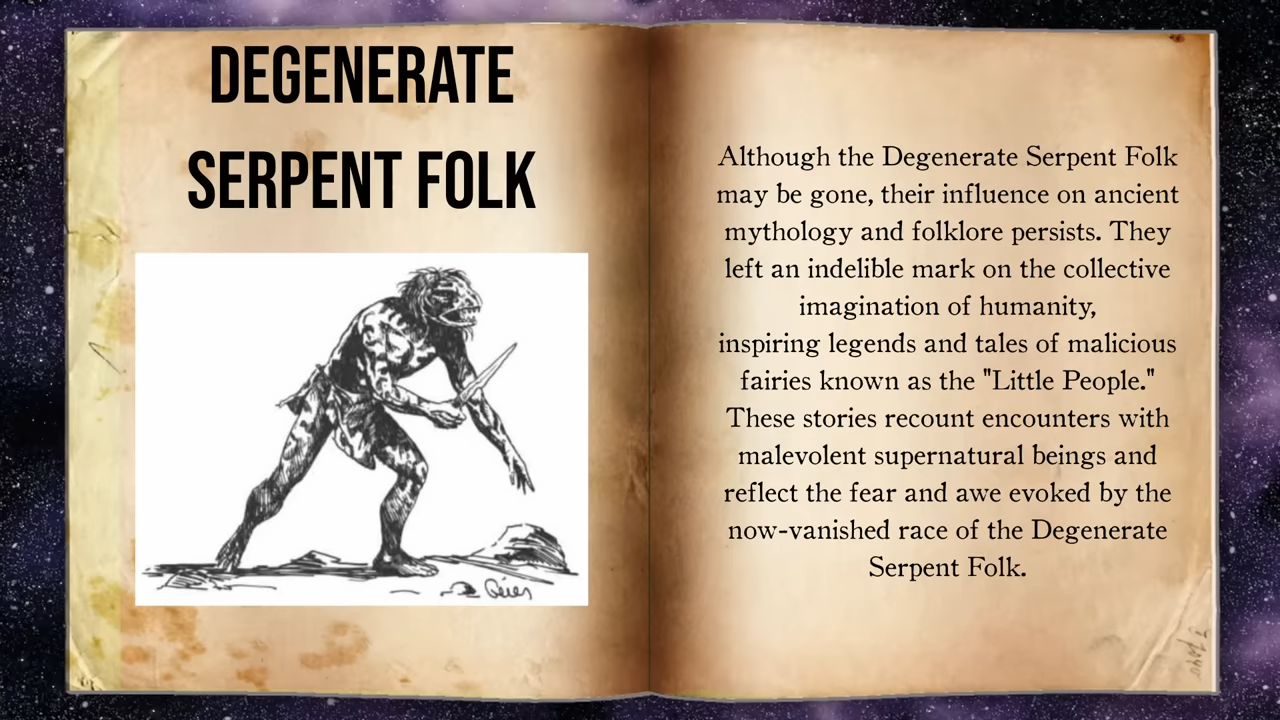 DEGENERATE
SERPENT FOLK
Although the Degenerate Serpent Folk
may be gone, their influence on ancient
mythology and folklore persists. They
left an indelible mark on the collective
imagination of humanity,
inspiring legends and tales of malicious
fairies known as the "Little People."
These stories recount encounters with
malevolent supernatural beings and
reflect the fear and awe evoked by the
now-vanished race of the Degenerate
Serpent Folk.